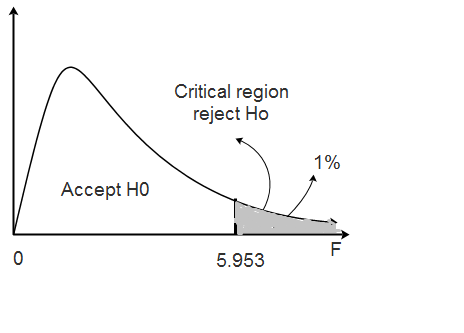 Critical region
reject Ho
1%
Accept H0
0
5.953
F